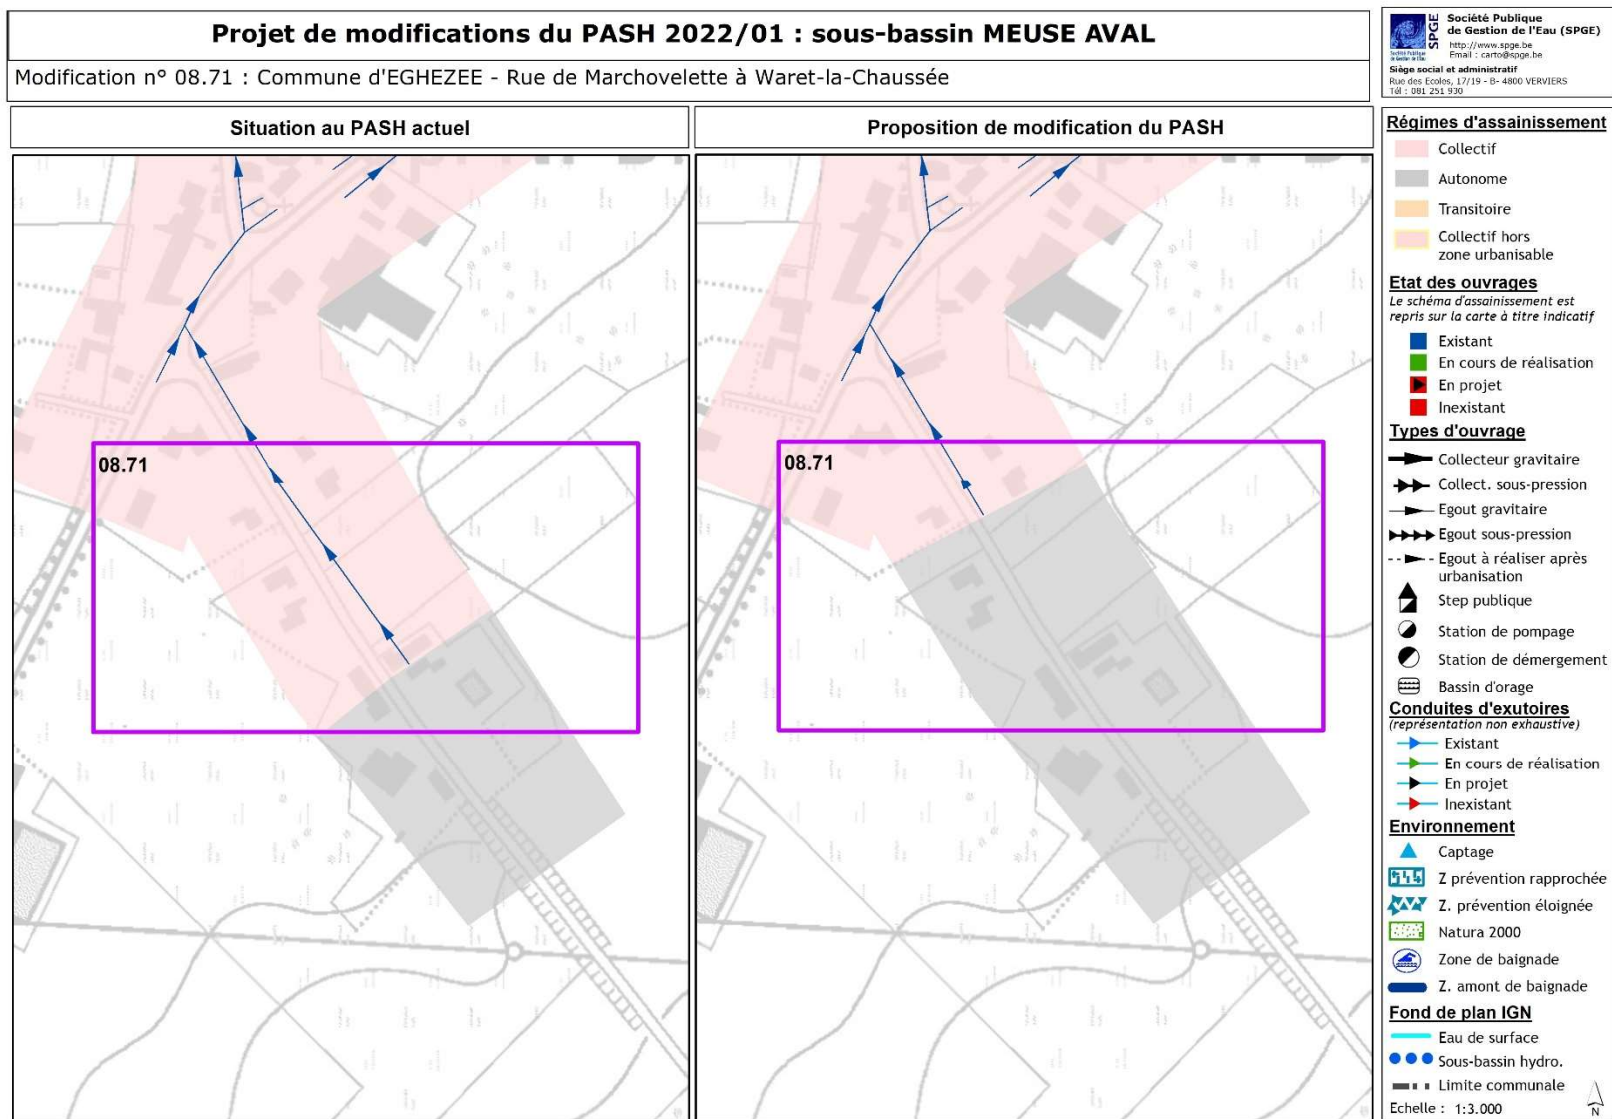 Projet de modifications du PASH 2022/01 : sous-bassin MEUSE AVAL
Modification n° 08.71 : Commune d'EGHEZEE - Rue de Marchovelette à Waret-la-Chaussée
SPGE
Société Publique
de Gestion de l'Eau (SPGE)
http://www.spge.be
Email : carto@spge.be
Société Publique
de Gestion de l'Eau
Siège social et administratif
Rue des Ecoles, 17/19 - B- 4800 VERVIERS
Tél : 081 251 930
Situation au PASH actuel
08.71
Proposition de modification du PASH
08.71
Régimes d'assainissement
Collectif
Autonome
Transitoire
Collectif hors
zone urbanisable
Etat des ouvrages
Le schéma d'assainissement est
repris sur la carte à titre indicatif
Existant
En cours de réalisation
En projet
Inexistant
Types d'ouvrage
Collecteur gravitaire
Collect. sous-pression
Egout gravitaire
Egout sous-pression
Egout à réaliser après
urbanisation
Step publique
Station de pompage
Station de démergement
Bassin d'orage
Conduites d'exutoires
(représentation non exhaustive)
Existant
En cours de réalisation
En projet
Inexistant
Environnement
Captage
Z prévention rapprochée
Z. prévention éloignée
Natura 2000
Zone de baignade
Z. amont de baignade
Fond de plan IGN
Eau de surface
Sous-bassin hydro.
Limite communale
Echelle : 1:3.000
N